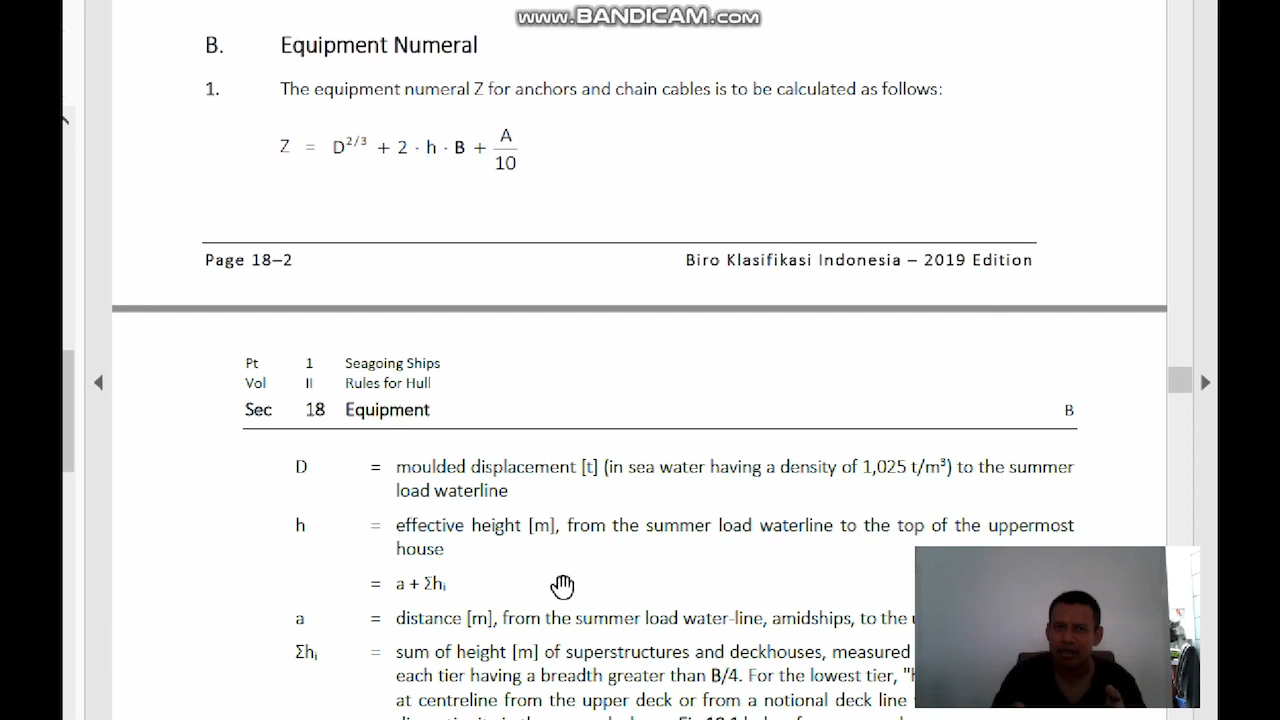 www.BANDICAM.com
B. Equipment Numeral
1. The equipment numeral Z for anchors and chain cables is to be calculated as follows:
Z = D^2/3 + 2 · h · B + A/10
Page 18–2 Biro Klasifikasi Indonesia – 2019 Edition
Pt 1 Seagoing Ships
Vol II Rules for Hull
Sec 18 Equipment B
D = moulded displacement [t] (in sea water having a density of 1,025 t/m³) to the summer
load waterline
h = effective height [m], from the summer load waterline to the top of the uppermost
house
= a + Σhᵢ
a = distance [m], from the summer load water-line, amidships, to the
Σhᵢ = sum of height [m] of superstructures and deckhouses, measured
each tier having a breadth greater than B/4. For the lowest tier,
at centreline from the upper deck or from a notional deck line